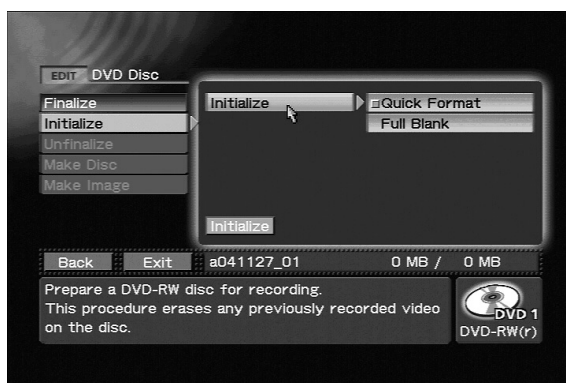 EDIT DVD Disc
Finalize
Initialize
Unfinalize
Make Disc
Make Image
Initialize
Quick Format
Full Blank
Initialize
Back Exit a041127_01 0 MB / 0 MB
Prepare a DVD-RW disc for recording.
This procedure erases any previously recorded video
on the disc.
DVD 1
DVD-RW(r)